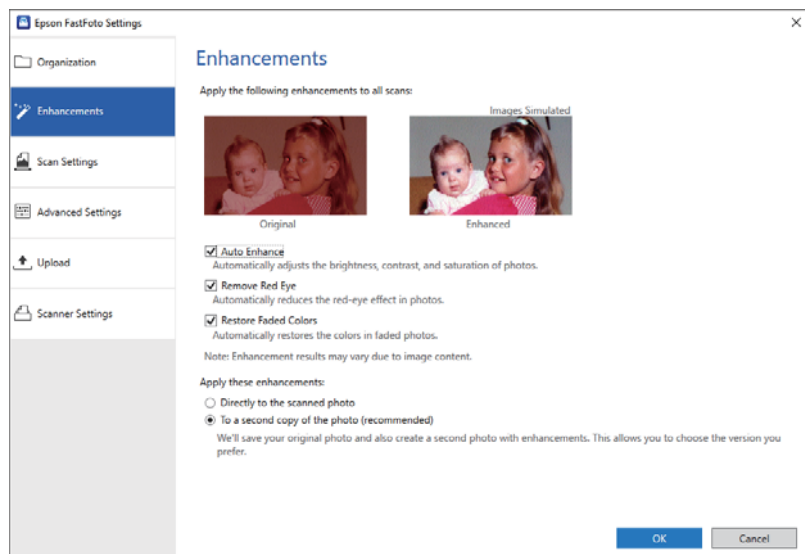 Epson FastFoto Settings
Organization
Enhancements
Scan Settings
Advanced Settings
Upload
Scanner Settings
Enhancements
Apply the following enhancements to all scans:
Images Simulated
Original
Enhanced
Auto Enhance
Automatically adjusts the brightness, contrast, and saturation of photos.
Remove Red Eye
Automatically reduces the red-eye effect in photos.
Restore Faded Colors
Automatically restores the colors in faded photos.
Note: Enhancement results may vary due to image content.
Apply these enhancements:
Directly to the scanned photo
To a second copy of the photo (recommended)
We'll save your original photo and also create a second photo with enhancements. This allows you to choose the version you
prefer.
OK
Cancel